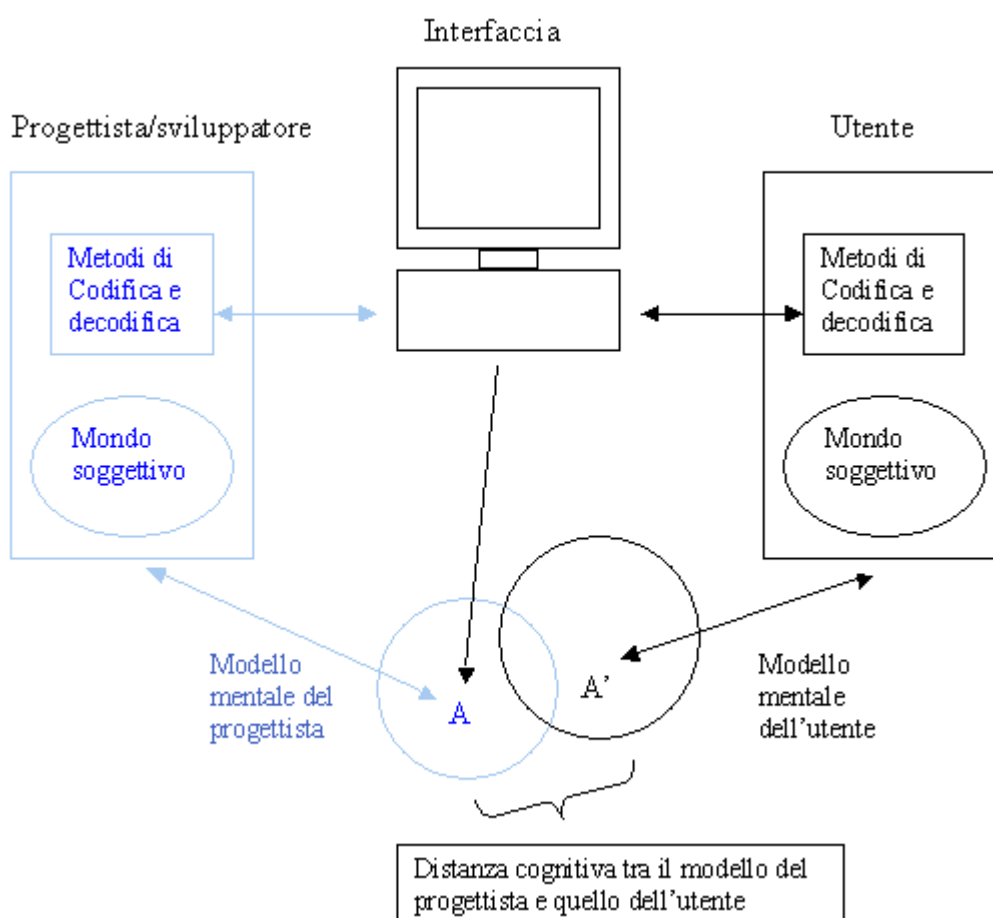 Interfaccia
Progettista/sviluppatore
Utente
Metodi di
Codifica e
decodifica
Mondo
soggettivo
Metodi di
Codifica e
decodifica
Mondo
soggettivo
Modello
mentale del
progettista
A
A'
Modello
mentale
dell'utente
Distanza cognitiva tra il modello del
progettista e quello dell'utente